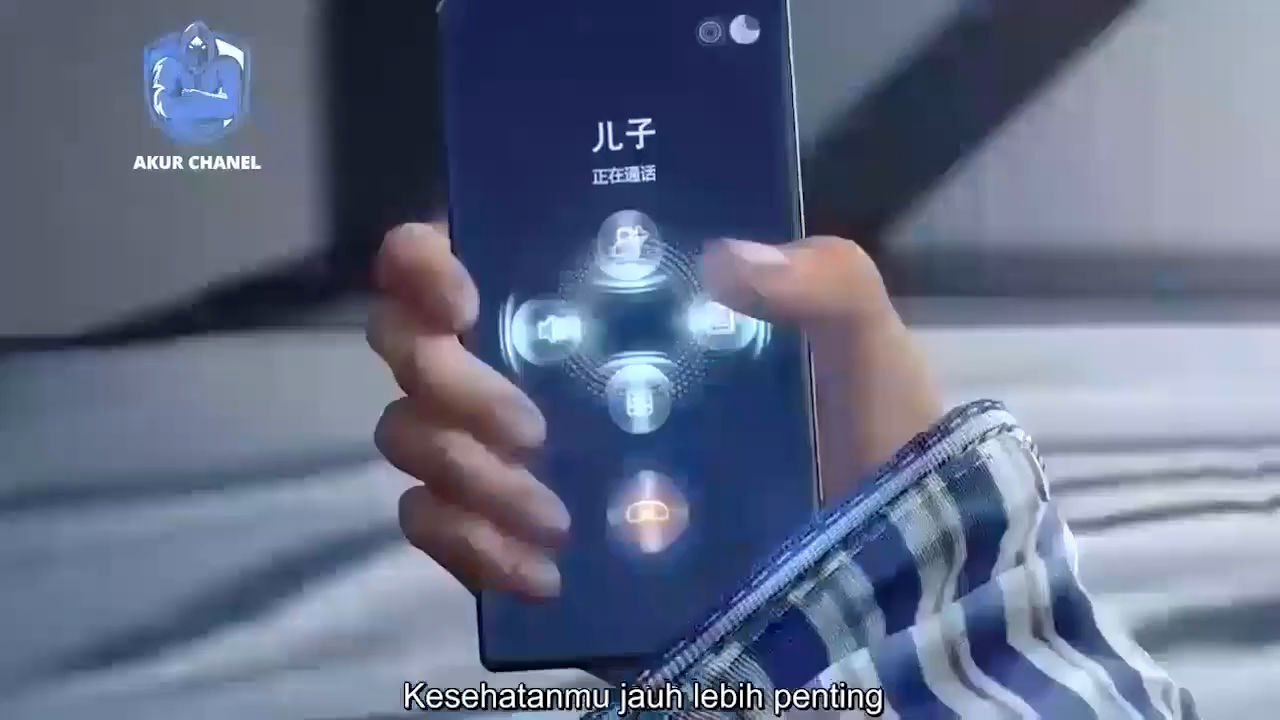 AKUR CHANEL
儿子
正在通话
Kesehatanmu jauh lebih penting